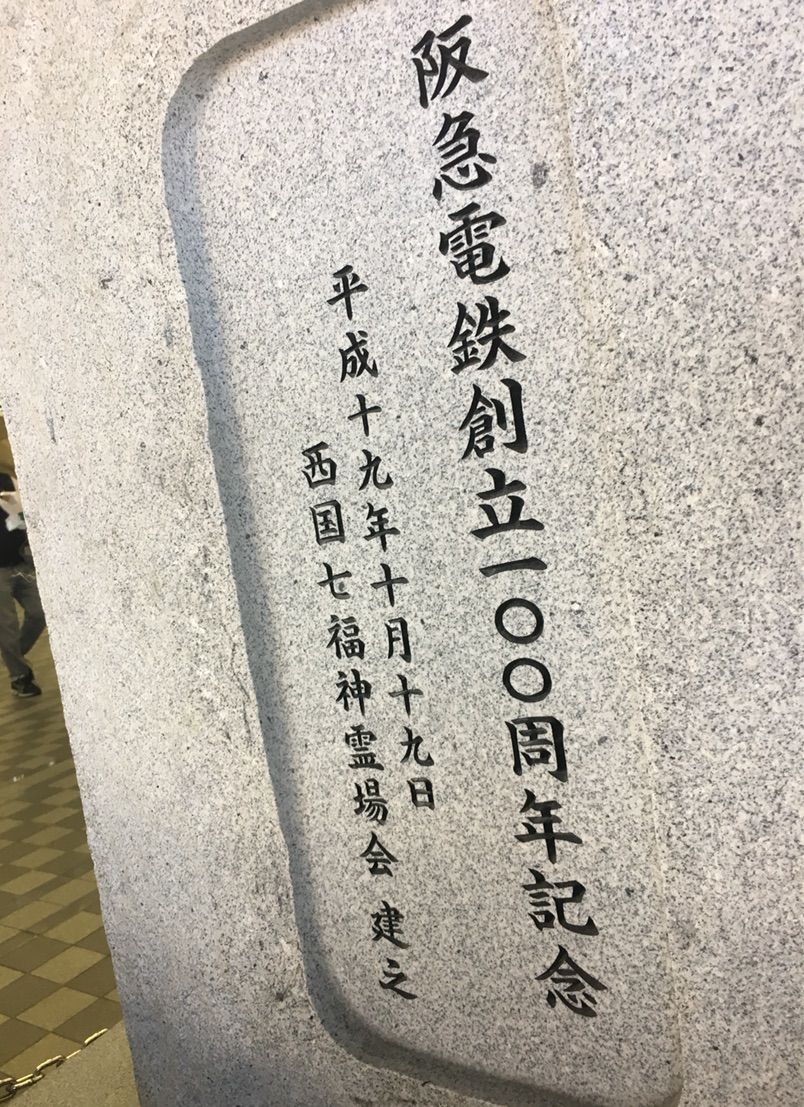 阪急電鉄創立一〇〇周年記念
平成十九年十月十九日
西国七福神霊場会 建之